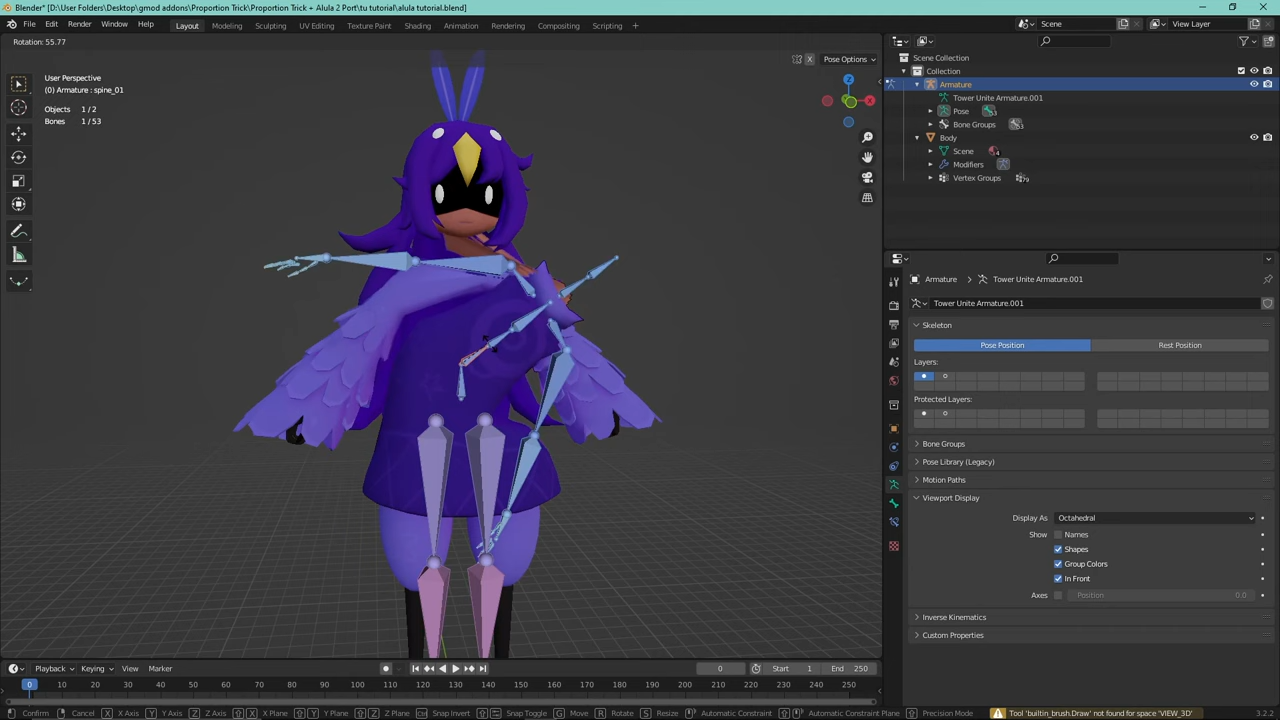 Blender* [D:\User Folders\Desktop\gmod addons\Proportion Trick\Proportion Trick + Alula 2 Port\tu tutorial\alula tutorial.blend]
File Edit Render Window Help Layout Modeling Sculpting UV Editing Texture Paint Shading Animation Rendering Compositing Scripting + Scene View Layer
Rotation: 55.77
X Pose Options
User Perspective
(0) Armature : spine_01
Objects 1/2
Bones 1/53
Z
X
Scene Collection
Collection
Armature
Tower Unite Armature.001
Pose
Bone Groups 53
Body
Scene 4
Modifiers
Vertex Groups 79
Armature Tower Unite Armature.001
Tower Unite Armature.001
Skeleton
Pose Position Rest Position
Layers:
Protected Layers:
Bone Groups
Pose Library (Legacy)
Motion Paths
Viewport Display
Display As Octahedral
Show Names
Shapes
Group Colors
In Front
Axes Position 0.0
Inverse Kinematics
Custom Properties
Playback Keying View Marker 0 Start 1 End 250
0 10 20 30 40 50 60 70 80 90 100 110 120 130 140 150 160 170 180 190 200 210 220 230 240 250
Confirm Cancel X X Axis Y Y Axis Z Z Axis X X Plane Y Y Plane Z Z Plane Ctrl Snap Invert Snap Toggle G Move R Rotate S Resize Automatic Constraint Automatic Constraint Plane Precision Mode Tool 'builtin_brush.Draw' not found for space 'VIEW_3D' 3.2.2